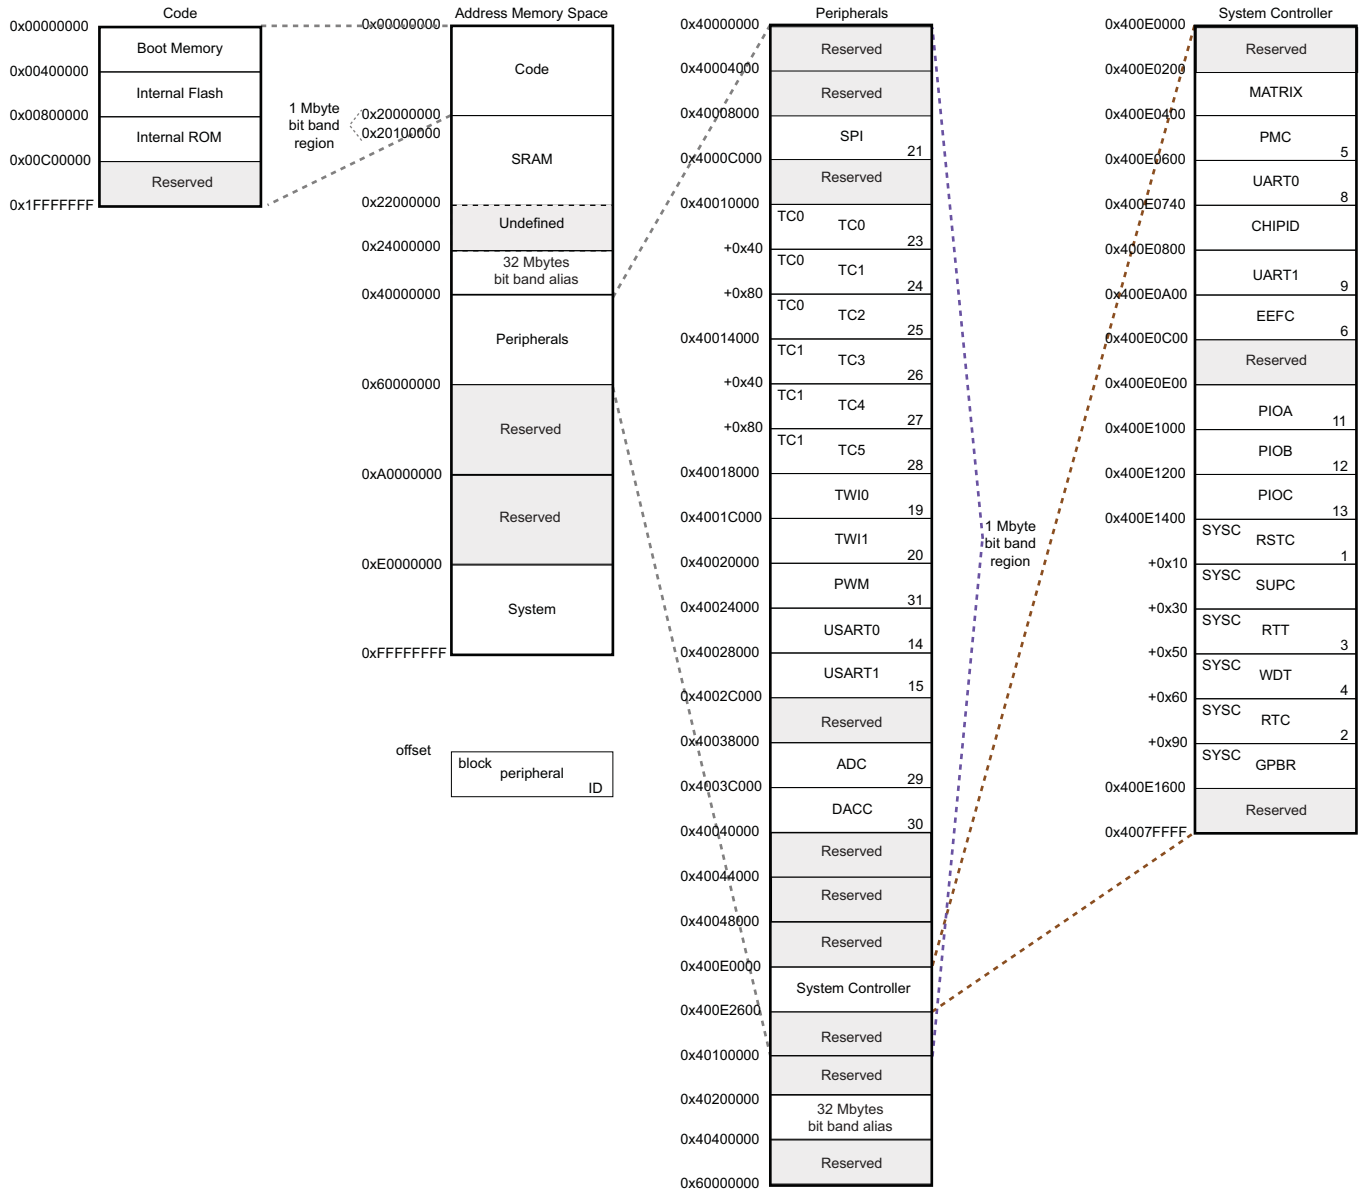 Code
0x00000000
Boot Memory
0x00400000
Internal Flash
0x00800000
Internal ROM
0x00C00000
Reserved
0x1FFFFFFF
1 Mbyte
bit band
region
Address Memory Space
0x00000000
Code
0x20000000
0x20100000
SRAM
0x22000000
Undefined
0x24000000
32 Mbytes
bit band alias
0x40000000
Peripherals
0x60000000
Reserved
0xA0000000
Reserved
0xE0000000
System
0xFFFFFFFF
offset
block
peripheral
ID
Peripherals
0x40000000
Reserved
0x40004000
Reserved
0x40008000
SPI
21
0x4000C000
Reserved
0x40010000
TC0
TC0
23
+0x40
TC0
TC1
24
+0x80
TC0
TC2
25
0x40014000
TC1
TC3
26
+0x40
TC1
TC4
27
+0x80
TC1
TC5
28
0x40018000
TWI0
19
0x4001C000
TWI1
20
0x40020000
PWM
31
0x40024000
USART0
14
0x40028000
USART1
15
0x4002C000
Reserved
0x40038000
ADC
29
0x4003C000
DACC
30
0x40040000
Reserved
0x40044000
Reserved
0x40048000
Reserved
0x400E0000
System Controller
0x400E2600
Reserved
0x40100000
Reserved
0x40200000
32 Mbytes
bit band alias
0x40400000
Reserved
0x60000000
1 Mbyte
bit band
region
System Controller
0x400E0000
Reserved
0x400E0200
MATRIX
0x400E0400
PMC
5
0x400E0600
UART0
8
0x400E0740
CHIPID
0x400E0800
UART1
9
0x400E0A00
EEFC
6
0x400E0C00
Reserved
0x400E0E00
PIOA
11
0x400E1000
PIOB
12
0x400E1200
PIOC
13
0x400E1400
SYSC
RSTC
1
+0x10
SYSC
SUPC
+0x30
SYSC
RTT
3
+0x50
SYSC
WDT
4
+0x60
SYSC
RTC
2
+0x90
SYSC
GPBR
0x400E1600
Reserved
0x4007FFFF